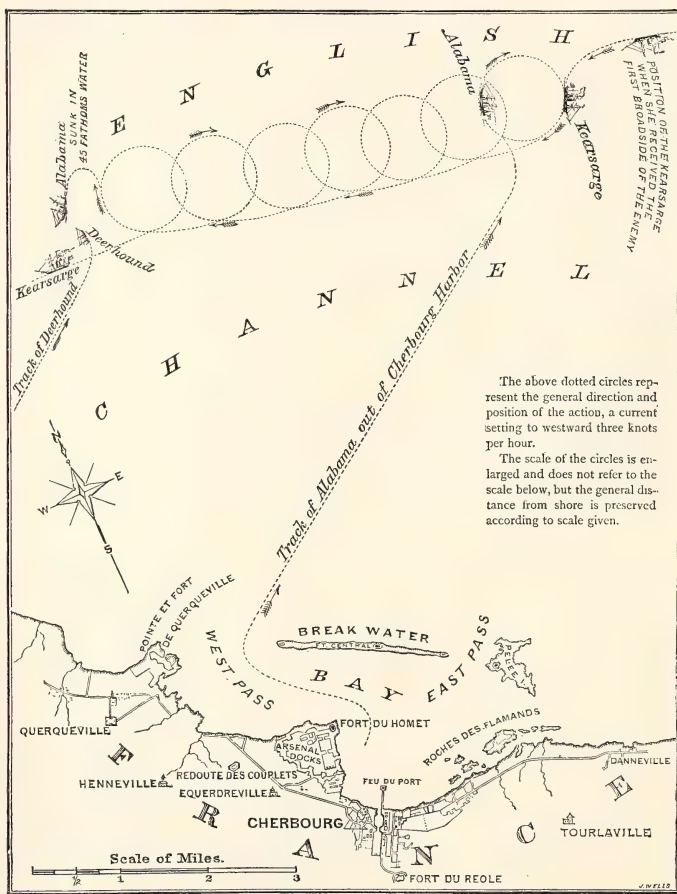 ENGLISH
CHANNEL
Alabama
SUNK IN
45 FATHOMS WATER
Alabama
Kearsarge
POSITION OF THE KEARSARGE
WHEN SHE RECEIVED THE
FIRST BROADSIDE OF THE ENEMY
Deerhound
Kearsarge
Track of Deerhound
Track of Alabama out of Cherbourg Harbor
The above dotted circles rep-
resent the general direction and
position of the action, a current
setting to westward three knots
per hour.
The scale of the circles is en-
larged and does not refer to the
scale below, but the general dis-
tance from shore is preserved
according to scale given.
NORD
E
W
S
POINTE ET FORT
DE QUERQUEVILLE
WEST PASS
BREAK WATER
FT. CENTRAL
BAY
EAST PASS
PELEE I.
QUERQUEVILLE
FORT DU HOMET
ARSENAL
DOCKS
ROCHES DES FLAMANDS
DANNEVILLE
HENNEVILLE
REDOUTE DES COUPLETS
EQUERDREVILLE
FEU DU PORT
CHERBOURG
TOURLAVILLE
FRANCE
FORT DU REOLE
Scale of Miles.
1/2 1 2 3
J.WELLS